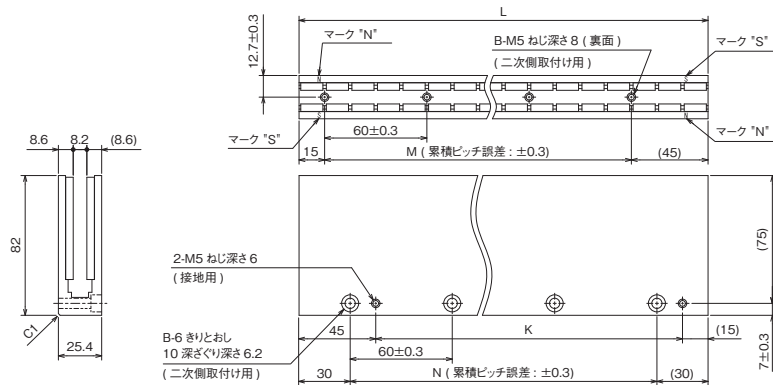 L
12.7±0.3
マーク "N"
B-M5 ねじ深さ 8 ( 裏面 )
( 二次側取付け用 )
マーク "S"
N
S
マーク "S"
S
N
マーク "N"
60±0.3
15
M ( 累積ピッチ誤差 : ±0.3)
(45)
8.6
8.2
(8.6)
82
C1
25.4
2-M5 ねじ深さ 6
( 接地用 )
(75)
B-6 きりとおし
10 深ざぐり深さ 6.2
( 二次側取付け用 )
45
K
(15)
60±0.3
30
N ( 累積ピッチ誤差 : ±0.3)
(30)
7±0.3